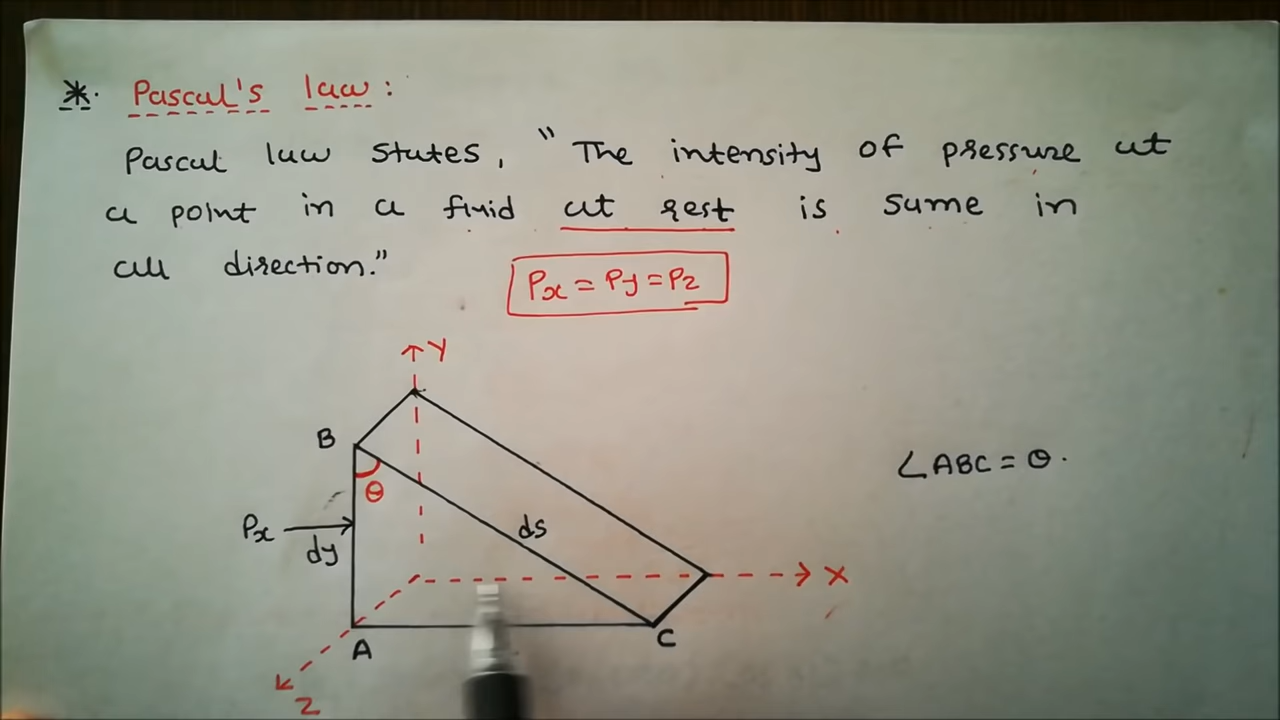 *. Pascal's law:
Pascal law states, "The intensity of pressure at
a point in a fluid at rest is same in
all direction."
Px = Py = Pz
Y
B
θ
∠ABC = θ.
Px
dy
ds
X
A
C
Z